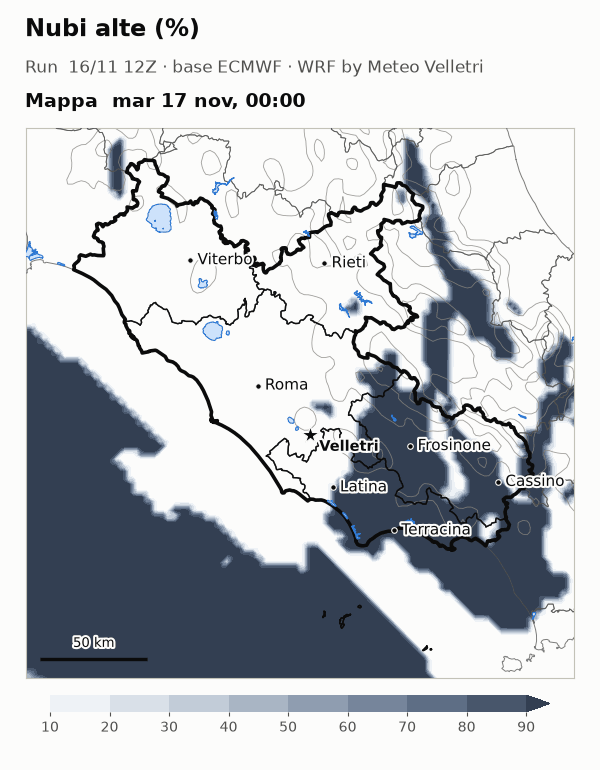 Nubi alte (%)
Run  16/11 12Z · base ECMWF · WRF by Meteo Velletri
Mappa  mar 17 nov, 00:00
Viterbo
Rieti
Roma
Velletri
Frosinone
Cassino
Latina
Terracina
50 km
10 20 30 40 50 60 70 80 90